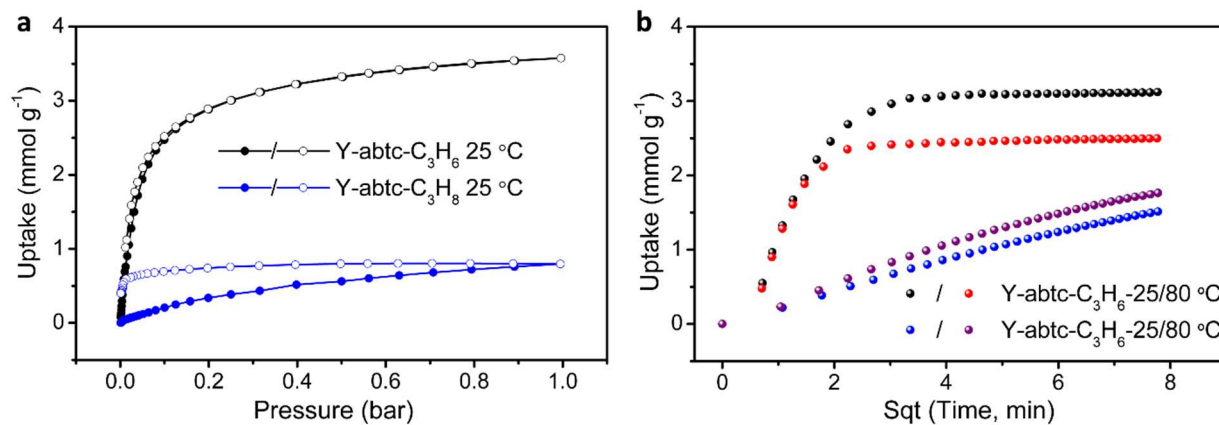 a
4
3
2
1
0
Uptake (mmol g⁻¹)
0.0 0.2 0.4 0.6 0.8 1.0
Pressure (bar)
/ Y-abtc-C₃H₆ 25 °C
/ Y-abtc-C₃H₈ 25 °C
b
4
3
2
1
0
Uptake (mmol g⁻¹)
0 2 4 6 8
Sqt (Time, min)
/ Y-abtc-C₃H₆-25/80 °C
/ Y-abtc-C₃H₆-25/80 °C